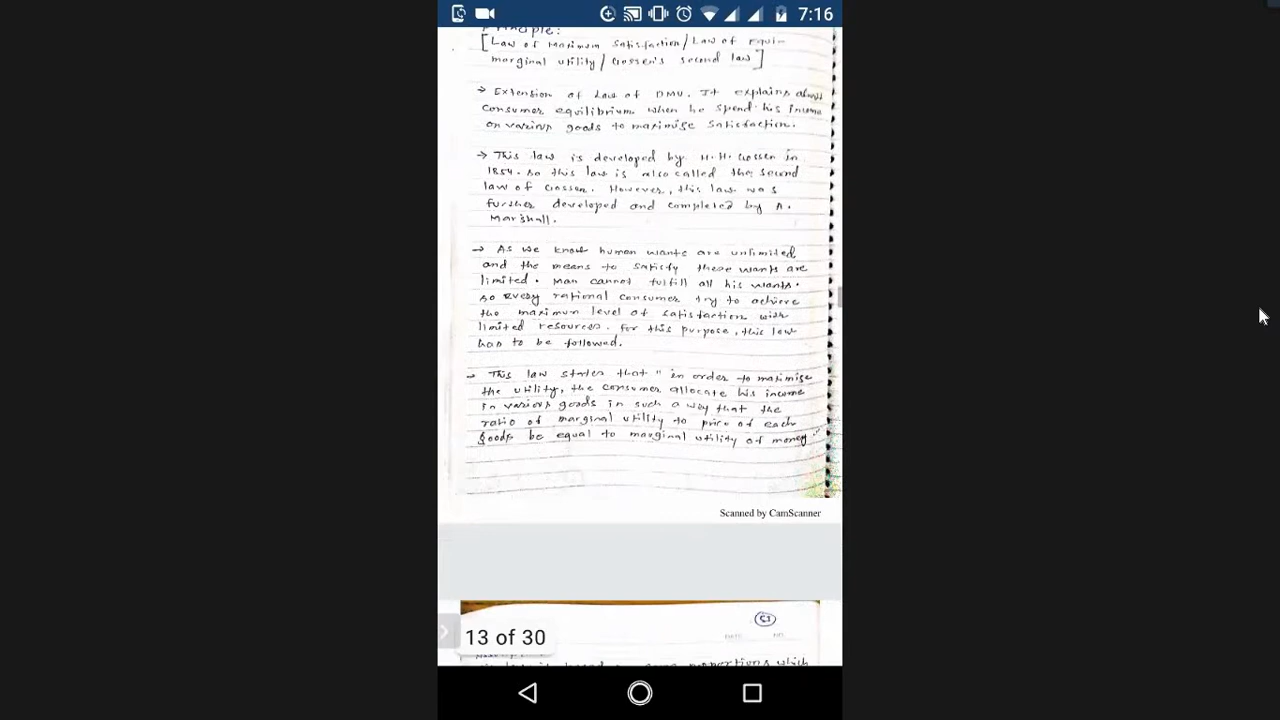 7:16
Principle:
[Law of Maximum Satisfaction/Law of Equi-
marginal utility/Gossen's second law]
→ Extension of Law of DMU. It explains about
consumer equilibrium when he spend his income
on various goods to maximise satisfaction.
→ This law is developed by H.H. Gossen in
1854. So this law is also called the second
law of Gossen. However, this law was
further developed and completed by A.
Marshall.
→ As we know human wants are unlimited
and the means to satisfy these wants are
limited. Man cannot fulfill all his wants.
so every rational consumer try to achieve
the maximum level of satisfaction with
limited resources. For this purpose, this law
has to be followed.
→ This law states that "in order to maximise
the utility, the consumer allocate his income
in various goods in such a way that the
ratio of marginal utility to price of each
goods be equal to marginal utility of money."
Scanned by CamScanner
13 of 30
DATE NO.
which